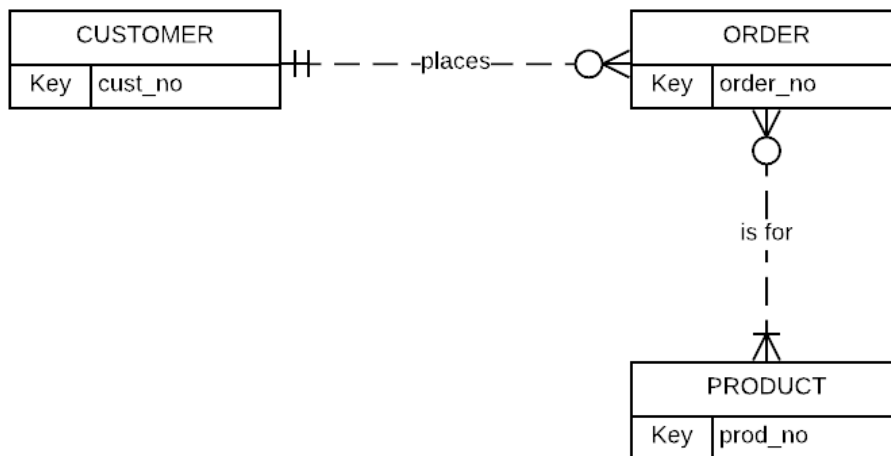 CUSTOMER
Key cust_no
places
ORDER
Key order_no
is for
PRODUCT
Key prod_no